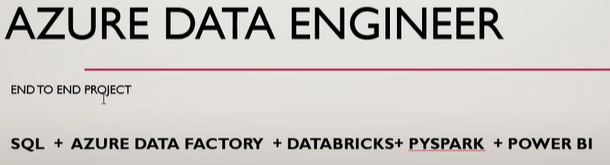 AZURE DATA ENGINEER
END TO END PROJECT
SQL + AZURE DATA FACTORY + DATABRICKS+ PYSPARK + POWER BI